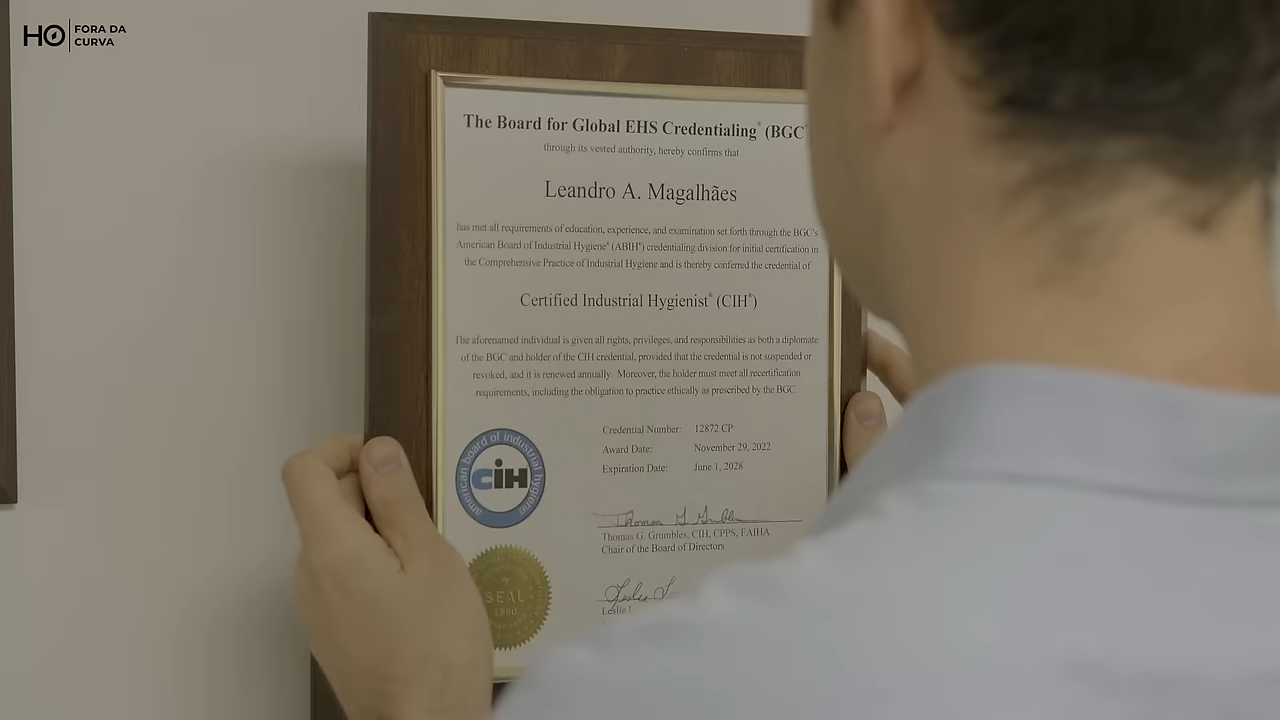 HO FORA DA
CURVA
The Board for Global EHS Credentialing® (BGC
through its vested authority, hereby confirms that
Leandro A. Magalhães
has met all requirements of education, experience, and examination set forth through the BGC's
American Board of Industrial Hygiene® (ABIH®) credentialing division for initial certification in
the Comprehensive Practice of Industrial Hygiene and is thereby conferred the credential of
Certified Industrial Hygienist® (CIH®)
The aforenamed individual is given all rights, privileges, and responsibilities as both a diplomate
of the BGC and holder of the CIH credential, provided that the credential is not suspended or
revoked, and it is renewed annually. Moreover, the holder must meet all recertification
requirements, including the obligation to practice ethically as prescribed by the BGC.
Credential Number: 12872 CP
Award Date: November 29, 2022
Expiration Date: June 1, 2028
american board of industrial hygiene
CIH
Thomas G. Grumbles
Thomas G. Grumbles, CIH, CPPS, FAIHA
Chair of the Board of Directors
SEAL
1960
Leslie
Leslie